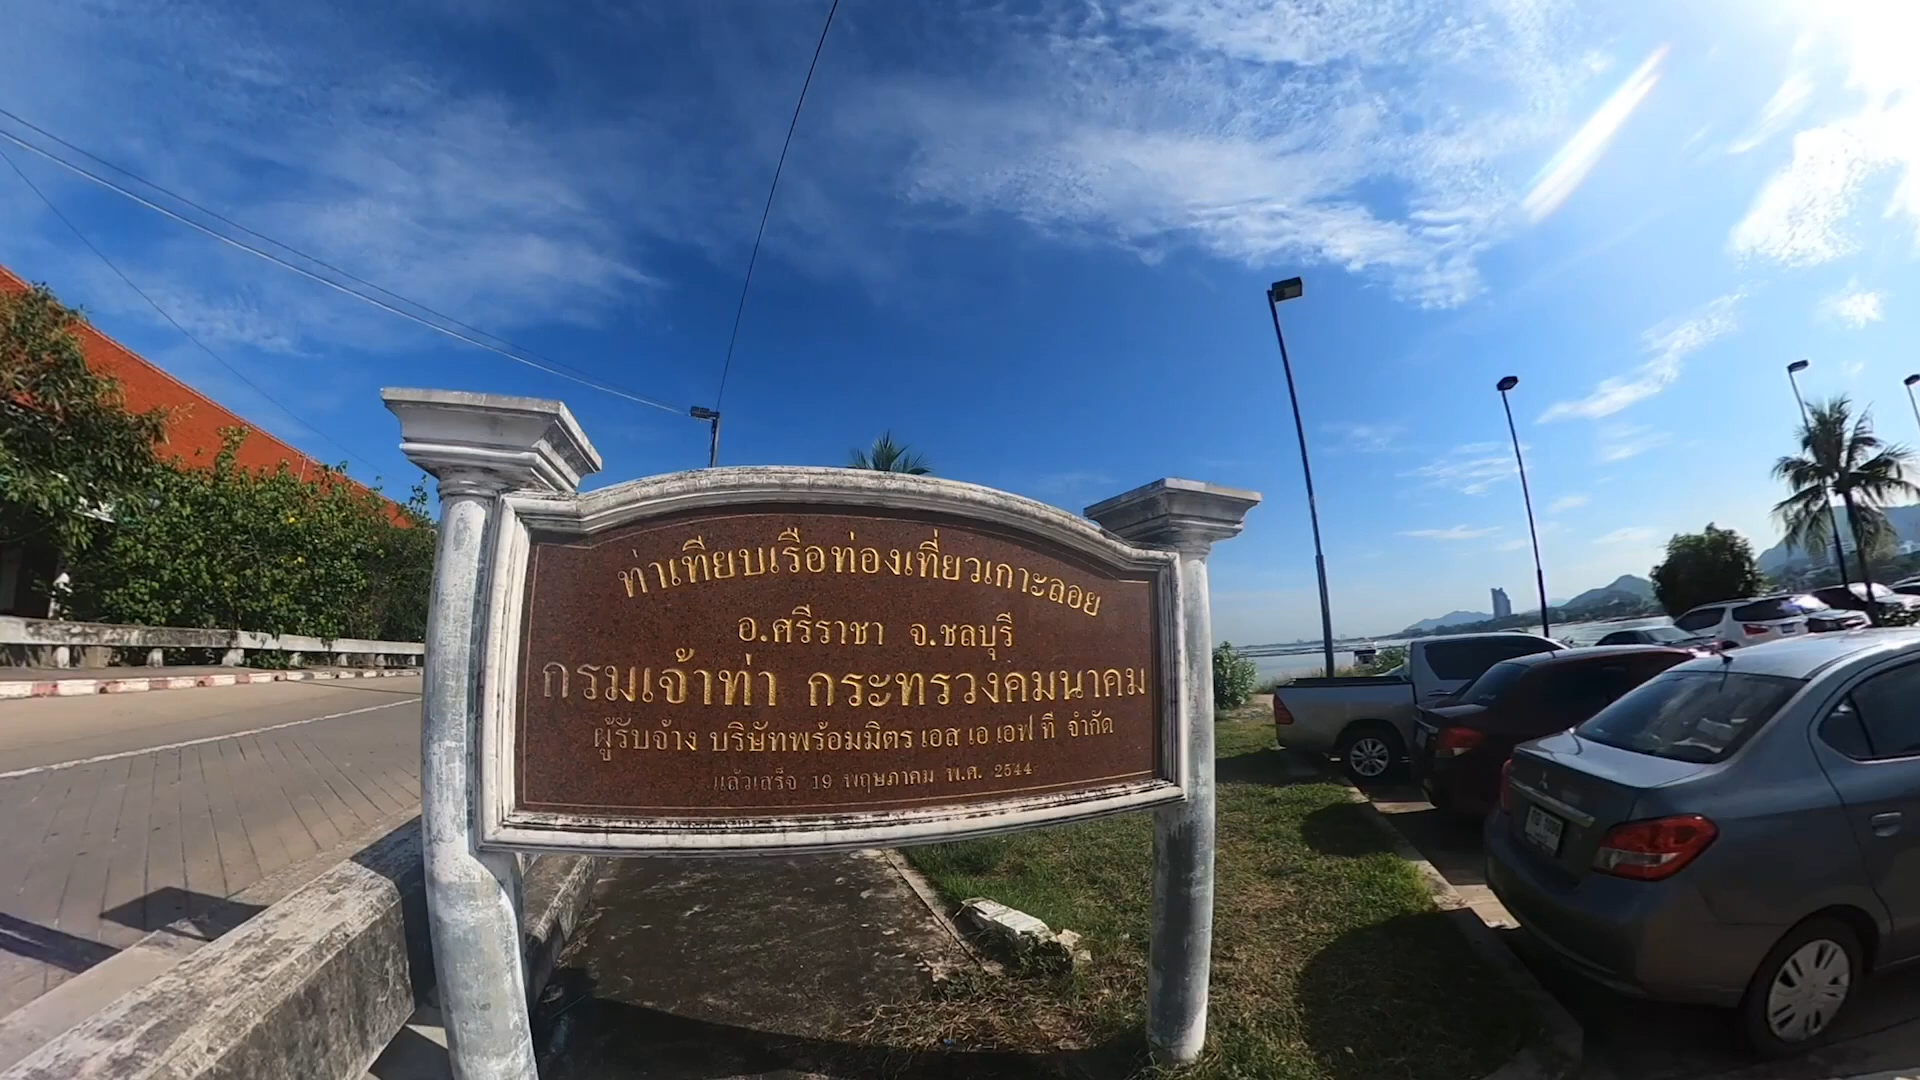 ท่าเทียบเรือท่องเที่ยวเกาะลอย
อ.ศรีราชา จ.ชลบุรี
กรมเจ้าท่า กระทรวงคมนาคม
ผู้รับจ้าง บริษัทพร้อมมิตร เอส เอ เอฟ ที จำกัด
แล้วเสร็จ 19 พฤษภาคม พ.ศ. 2544